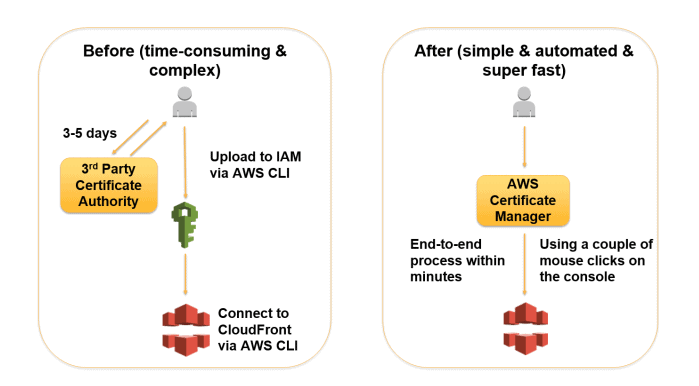 Before (time-consuming &
complex)
3-5 days
3rd Party
Certificate
Authority
Upload to IAM
via AWS CLI
Connect to
CloudFront
via AWS CLI
After (simple & automated &
super fast)
AWS
Certificate
Manager
End-to-end
process within
minutes
Using a couple of
mouse clicks on
the console